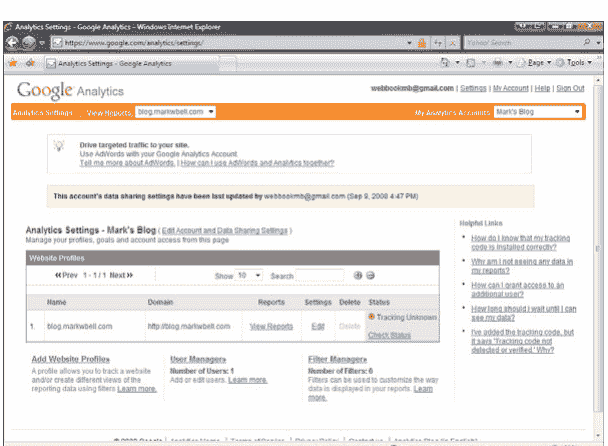 Analytics Settings - Google Analytics - Windows Internet Explorer
https://www.google.com/analytics/settings/
Yahoo! Search
Analytics Settings - Google Analytics
Page Tools
Google Analytics
webbookmb@gmail.com | Settings | My Account | Help | Sign Out
Analytics Settings View Reports: blog.markwbell.com My Analytics Accounts: Mark's Blog
Drive targeted traffic to your site.
Use AdWords with your Google Analytics Account.
Tell me more about AdWords. | How can I use AdWords and Analytics together?
This account's data sharing settings have been last updated by webbookmb@gmail.com (Sep 9, 2008 4:47 PM)
Analytics Settings - Mark's Blog ( Edit Account and Data Sharing Settings )
Manage your profiles, goals and account access from this page
Website Profiles
Prev 1 - 1 / 1 Next Show 10 Search
Name Domain Reports Settings Delete Status
1. blog.markwbell.com http://blog.markwbell.com View Reports Edit Delete Tracking Unknown
Check Status
Add Website Profiles
A profile allows you to track a website
and/or create different views of the
reporting data using filters Learn more.
User Managers
Number of Users: 1
Add or edit users. Learn more.
Filter Managers
Number of Filters: 0
Filters can be used to customize the way
data is displayed in your reports. Learn
more.
Helpful Links
How do I know that my tracking
code is installed correctly?
Why am I not seeing any data in
my reports?
How can I grant access to an
additional user?
How long should I wait until I can
see my data?
I've added the tracking code, but
it says 'Tracking code not
detected or verified.' Why?